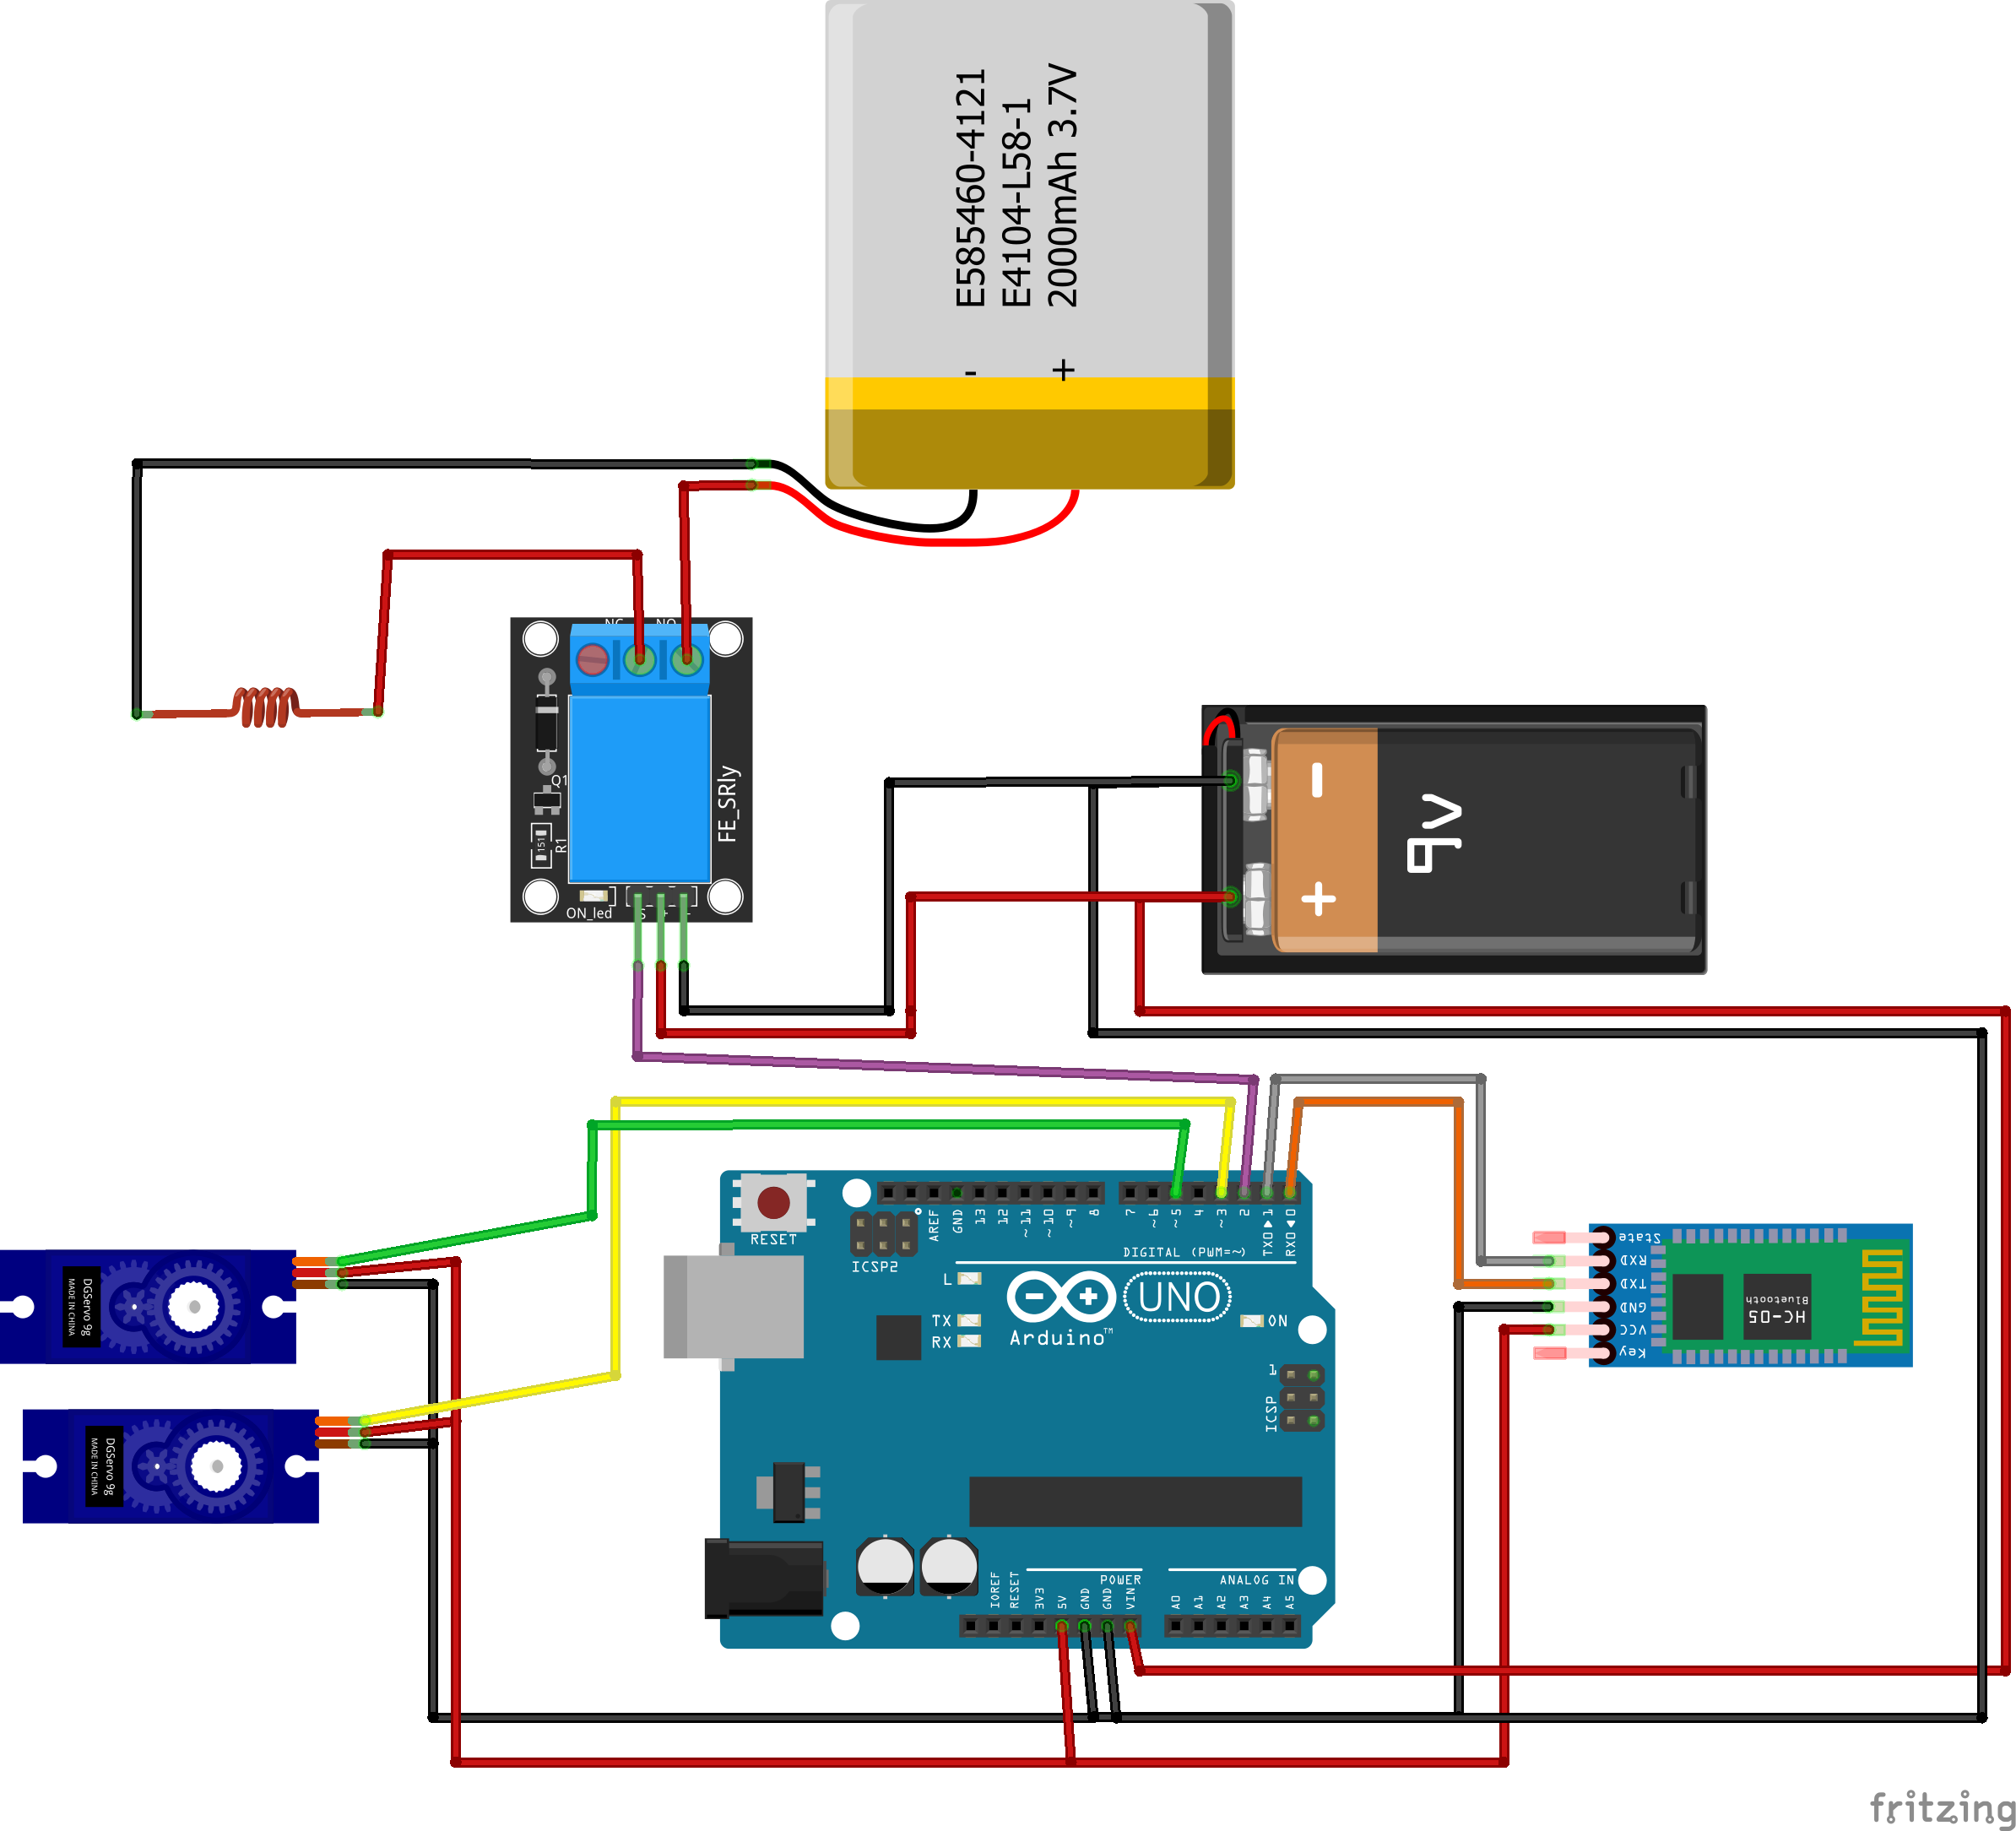 E585460-4121
E4104-L58-1
2000mAh 3.7V
- +
NC NO
Q1
R1
151
FE_SRly
ON_led
S + -
9V
- +
RESET
ICSP2
AREF
GND
13
12
~11
~10
~9
8
7
~6
~5
4
~3
2
TX0▶1
RX0◀0
DIGITAL (PWM=~)
L
TX
RX
UNO
Arduino™
ON
1
ICSP
IOREF
RESET
3V3
5V
GND
GND
VIN
POWER
ANALOG IN
A0
A1
A2
A3
A4
A5
DGServo 9g
MADE IN CHINA
DGServo 9g
MADE IN CHINA
State
RXD
TXD
GND
VCC
Key
HC-05
Bluetooth
fritzing